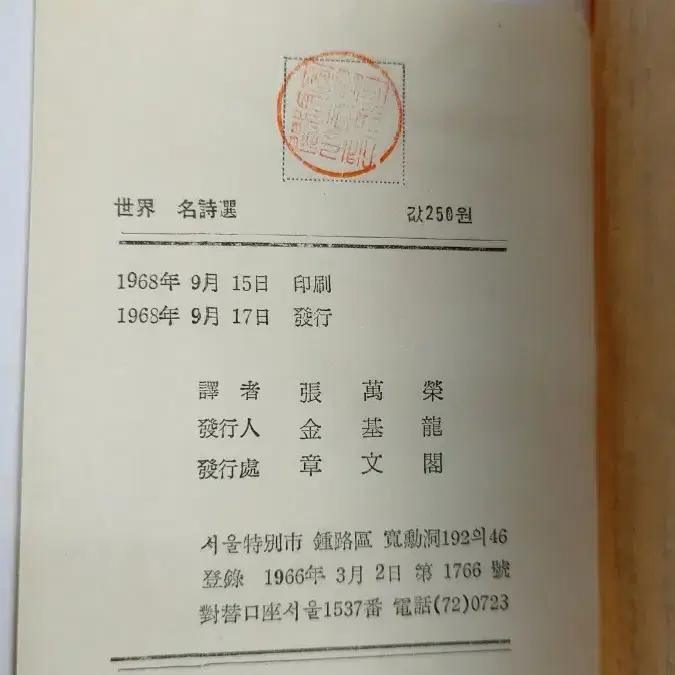 世界 名詩選 값250원
1968年 9月 15日 印刷
1968年 9月 17日 發行
譯者 張萬榮
發行人 金基龍
發行處 章文閣
서울特別市 鍾路區 寬勳洞192의46
登錄 1966年 3月 2日 第 1766 號
對替口座서울1537番 電話(72)0723